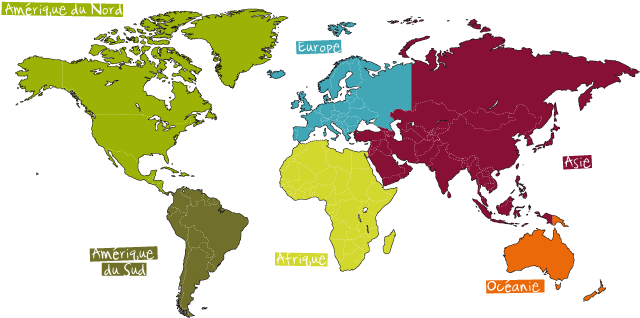 Amérique du Nord
Europe
Asie
Amérique
du Sud
Afrique
Océanie